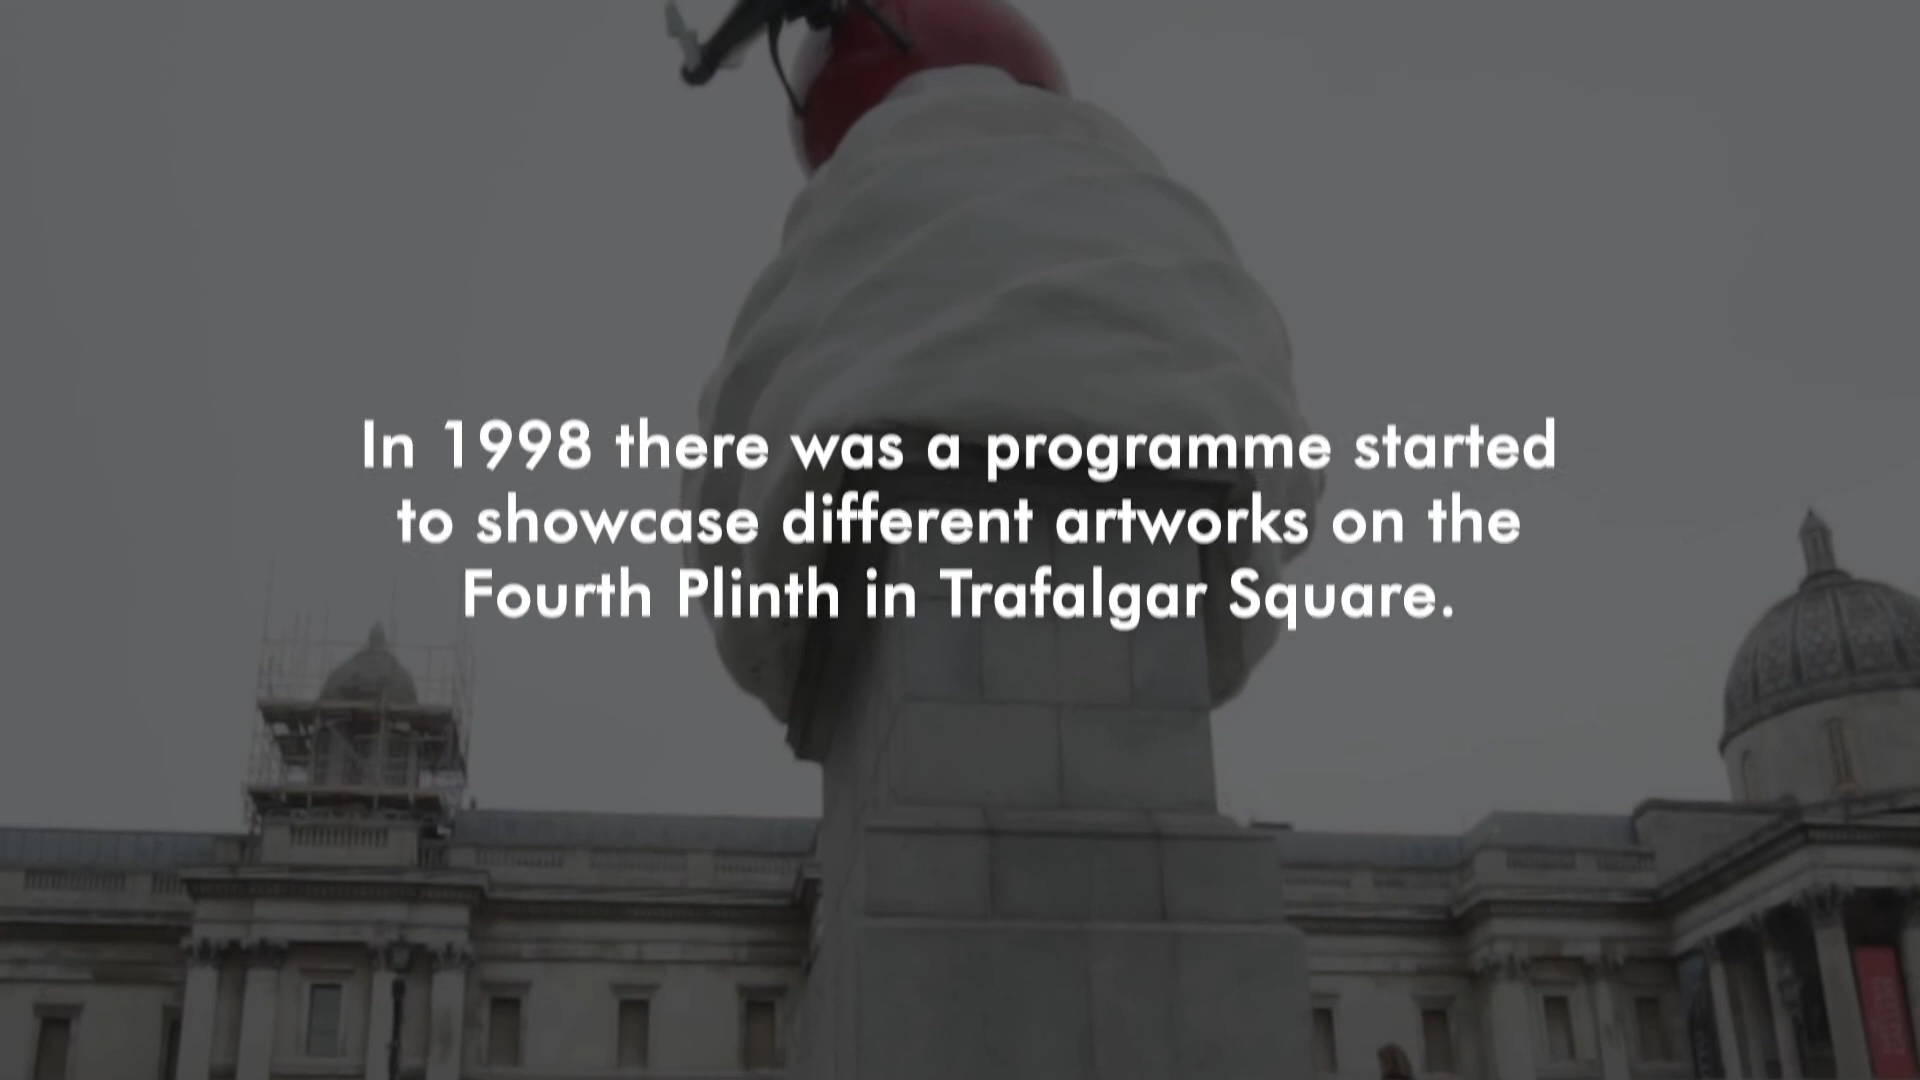 In 1998 there was a programme started
to showcase different artworks on the
Fourth Plinth in Trafalgar Square.